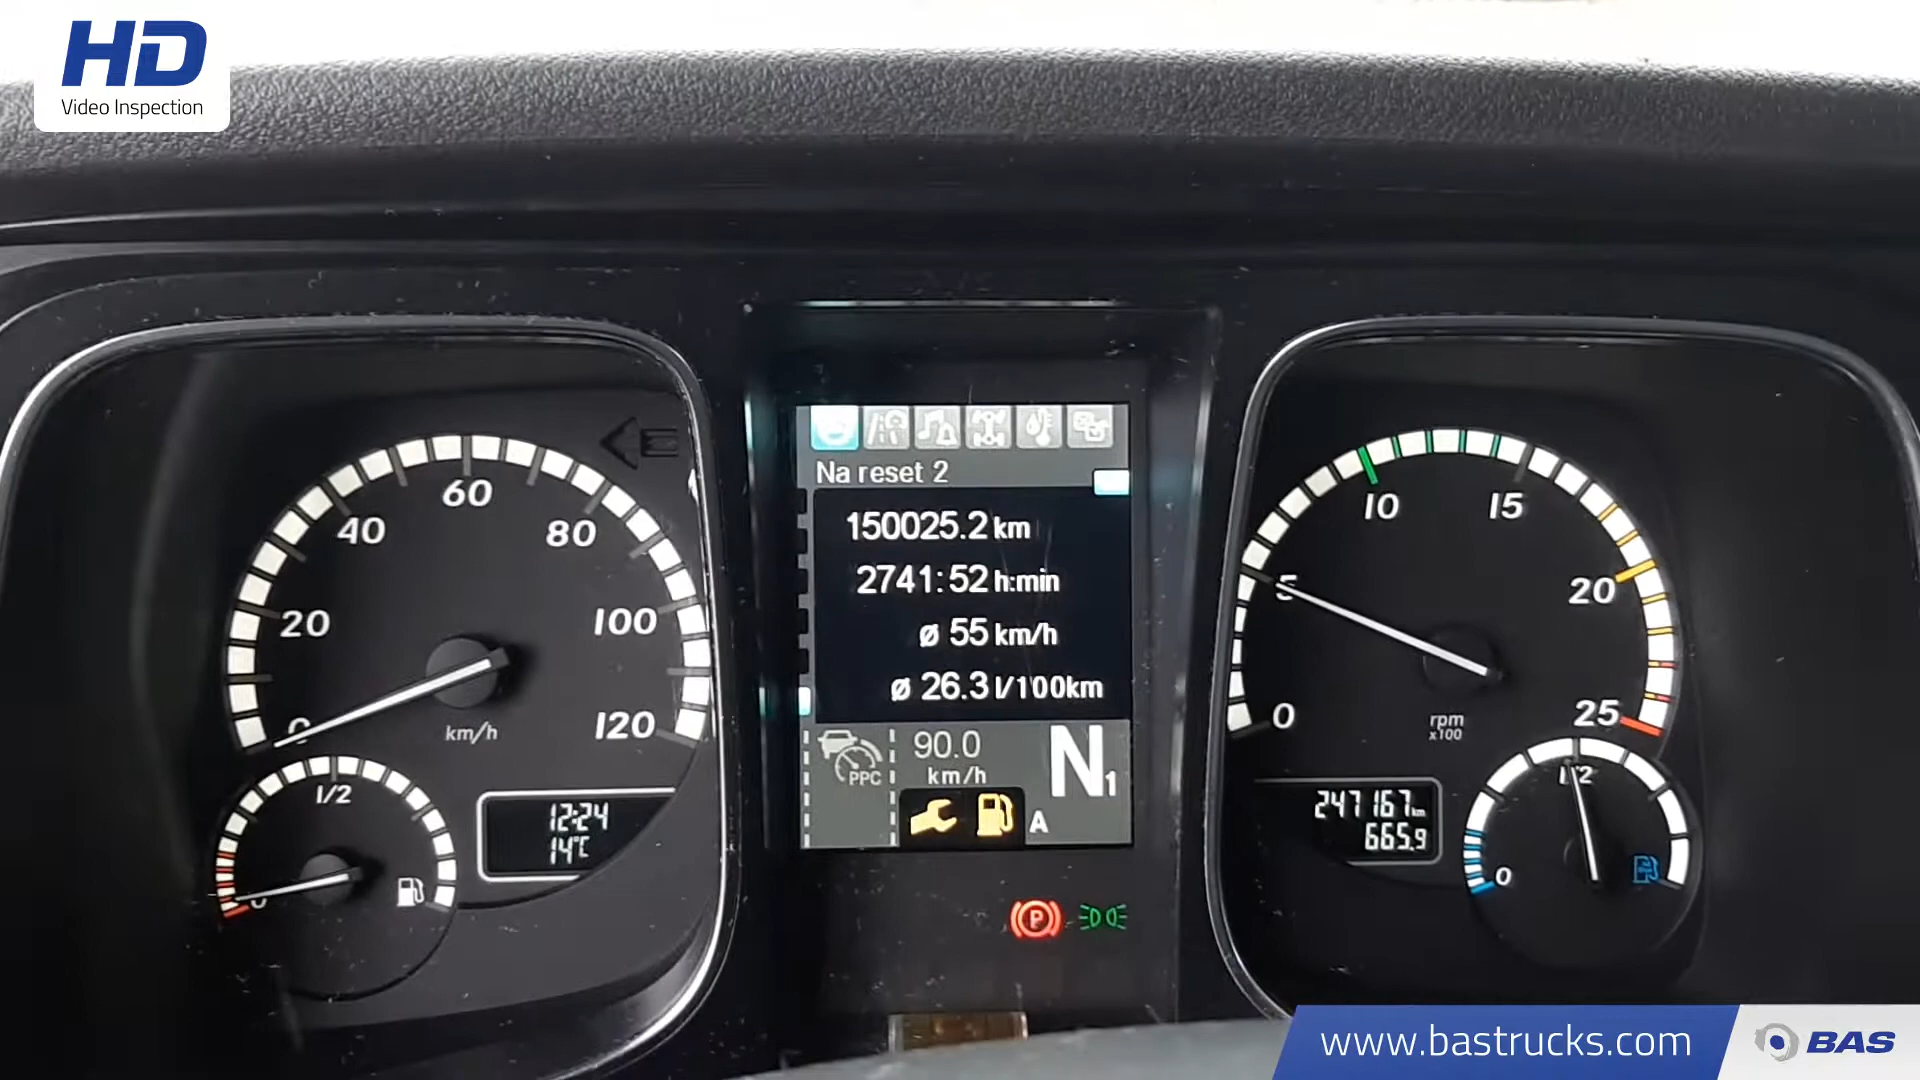 HD
Video Inspection
60
40
80
20
100
0
120
km/h
1/2
0
12:24
14°C
Na reset 2
150025.2 km
2741:52 h:min
ø 55 km/h
ø 26.3 l/100km
PPC
90.0
km/h
N1
A
P
10
15
5
20
0
25
rpm
x100
247167 km
665.9
1/2
0
www.bastrucks.com
BAS